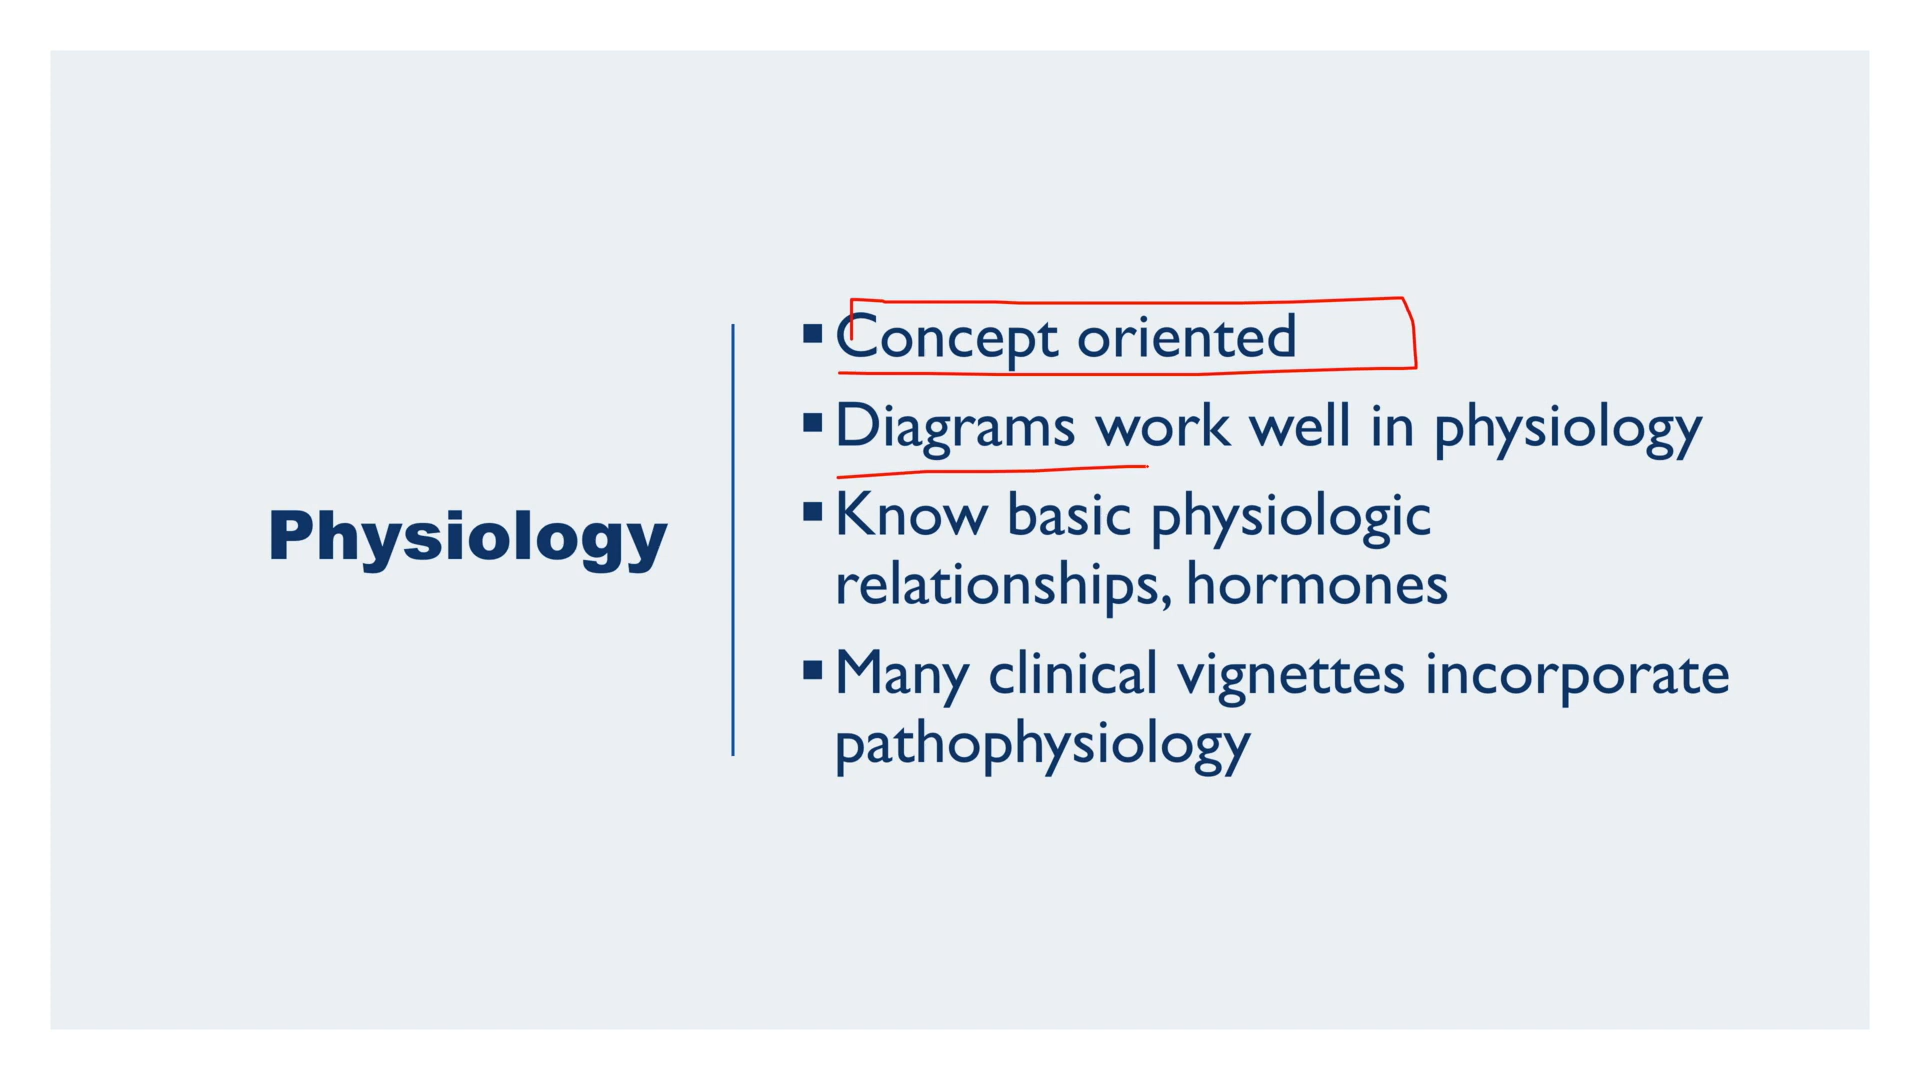 Physiology
▪ Concept oriented
▪ Diagrams work well in physiology
▪ Know basic physiologic
relationships, hormones
▪ Many clinical vignettes incorporate
pathophysiology